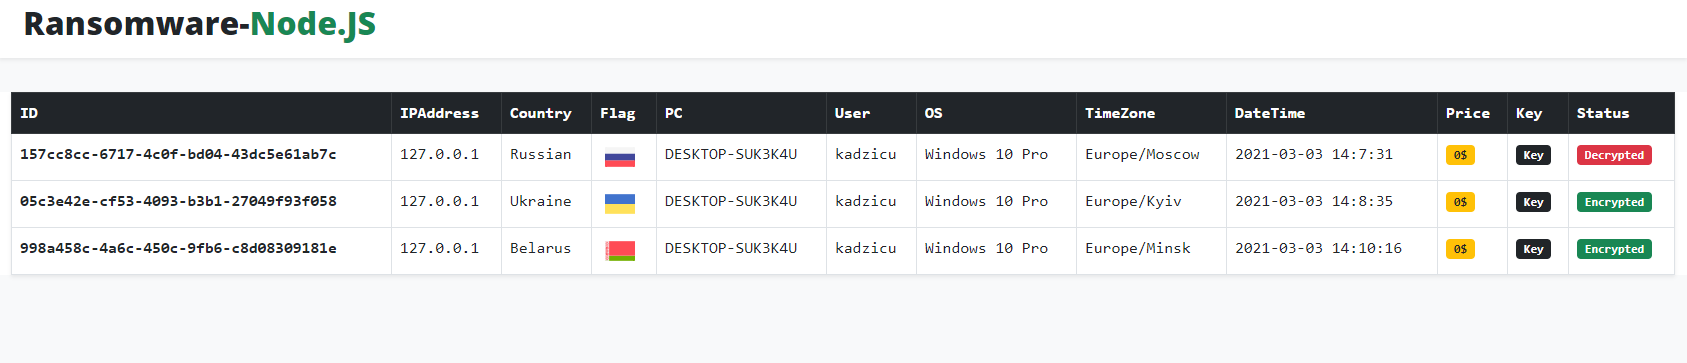 Ransomware-Node.JS
ID IPAddress Country Flag PC User OS TimeZone DateTime Price Key Status
157cc8cc-6717-4c0f-bd04-43dc5e61ab7c 127.0.0.1 Russian DESKTOP-SUK3K4U kadzicu Windows 10 Pro Europe/Moscow 2021-03-03 14:7:31 0$ Key Decrypted
05c3e42e-cf53-4093-b3b1-27049f93f058 127.0.0.1 Ukraine DESKTOP-SUK3K4U kadzicu Windows 10 Pro Europe/Kyiv 2021-03-03 14:8:35 0$ Key Encrypted
998a458c-4a6c-450c-9fb6-c8d08309181e 127.0.0.1 Belarus DESKTOP-SUK3K4U kadzicu Windows 10 Pro Europe/Minsk 2021-03-03 14:10:16 0$ Key Encrypted